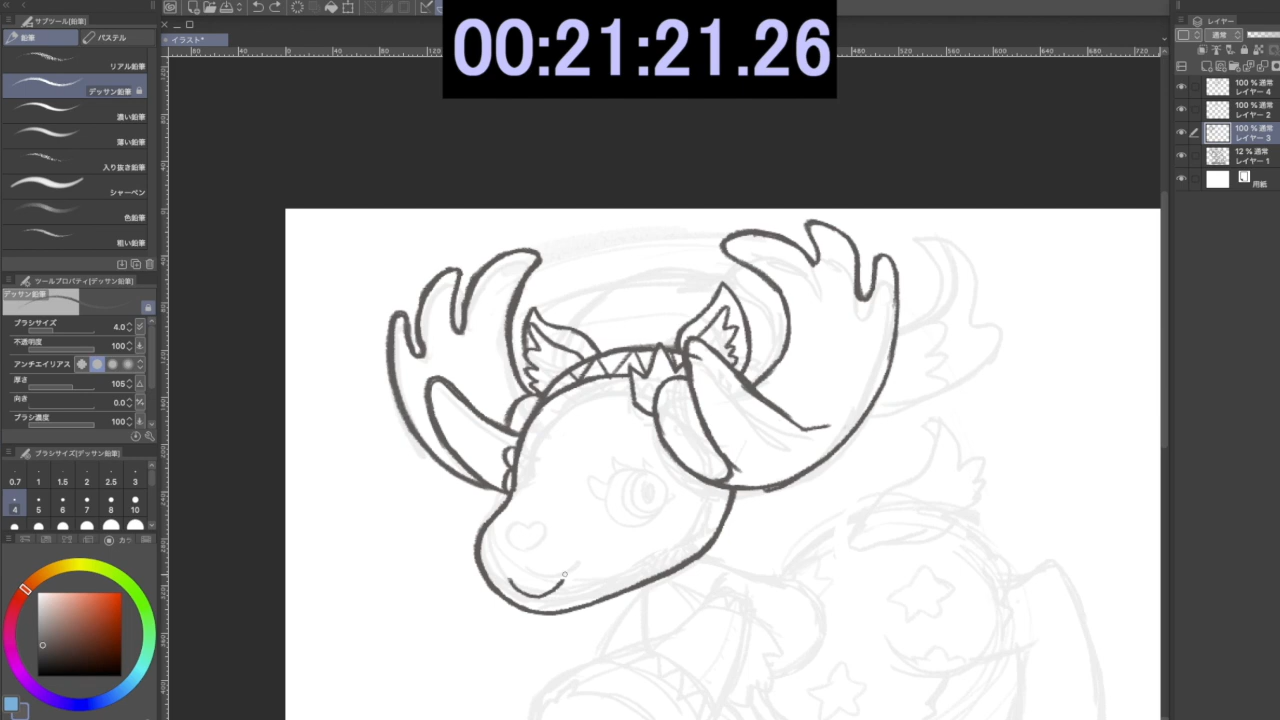 00:21:21.26
サブツール[鉛筆]
鉛筆
パステル
リアル鉛筆
デッサン鉛筆
濃い鉛筆
薄い鉛筆
入り抜き鉛筆
シャーペン
色鉛筆
粗い鉛筆
ツールプロパティ[デッサン鉛筆]
デッサン鉛筆
ブラシサイズ 4.0
不透明度 100
アンチエイリアス
厚さ 105
向き 0.0
ブラシ濃度 100
ブラシサイズ[デッサン鉛筆]
0.7 1 1.5 2 2.5 3
4 5 6 7 8 10
イラスト*
レイヤー
通常
100 % 通常
レイヤー 4
100 % 通常
レイヤー 2
100 % 通常
レイヤー 3
12 % 通常
レイヤー 1
用紙